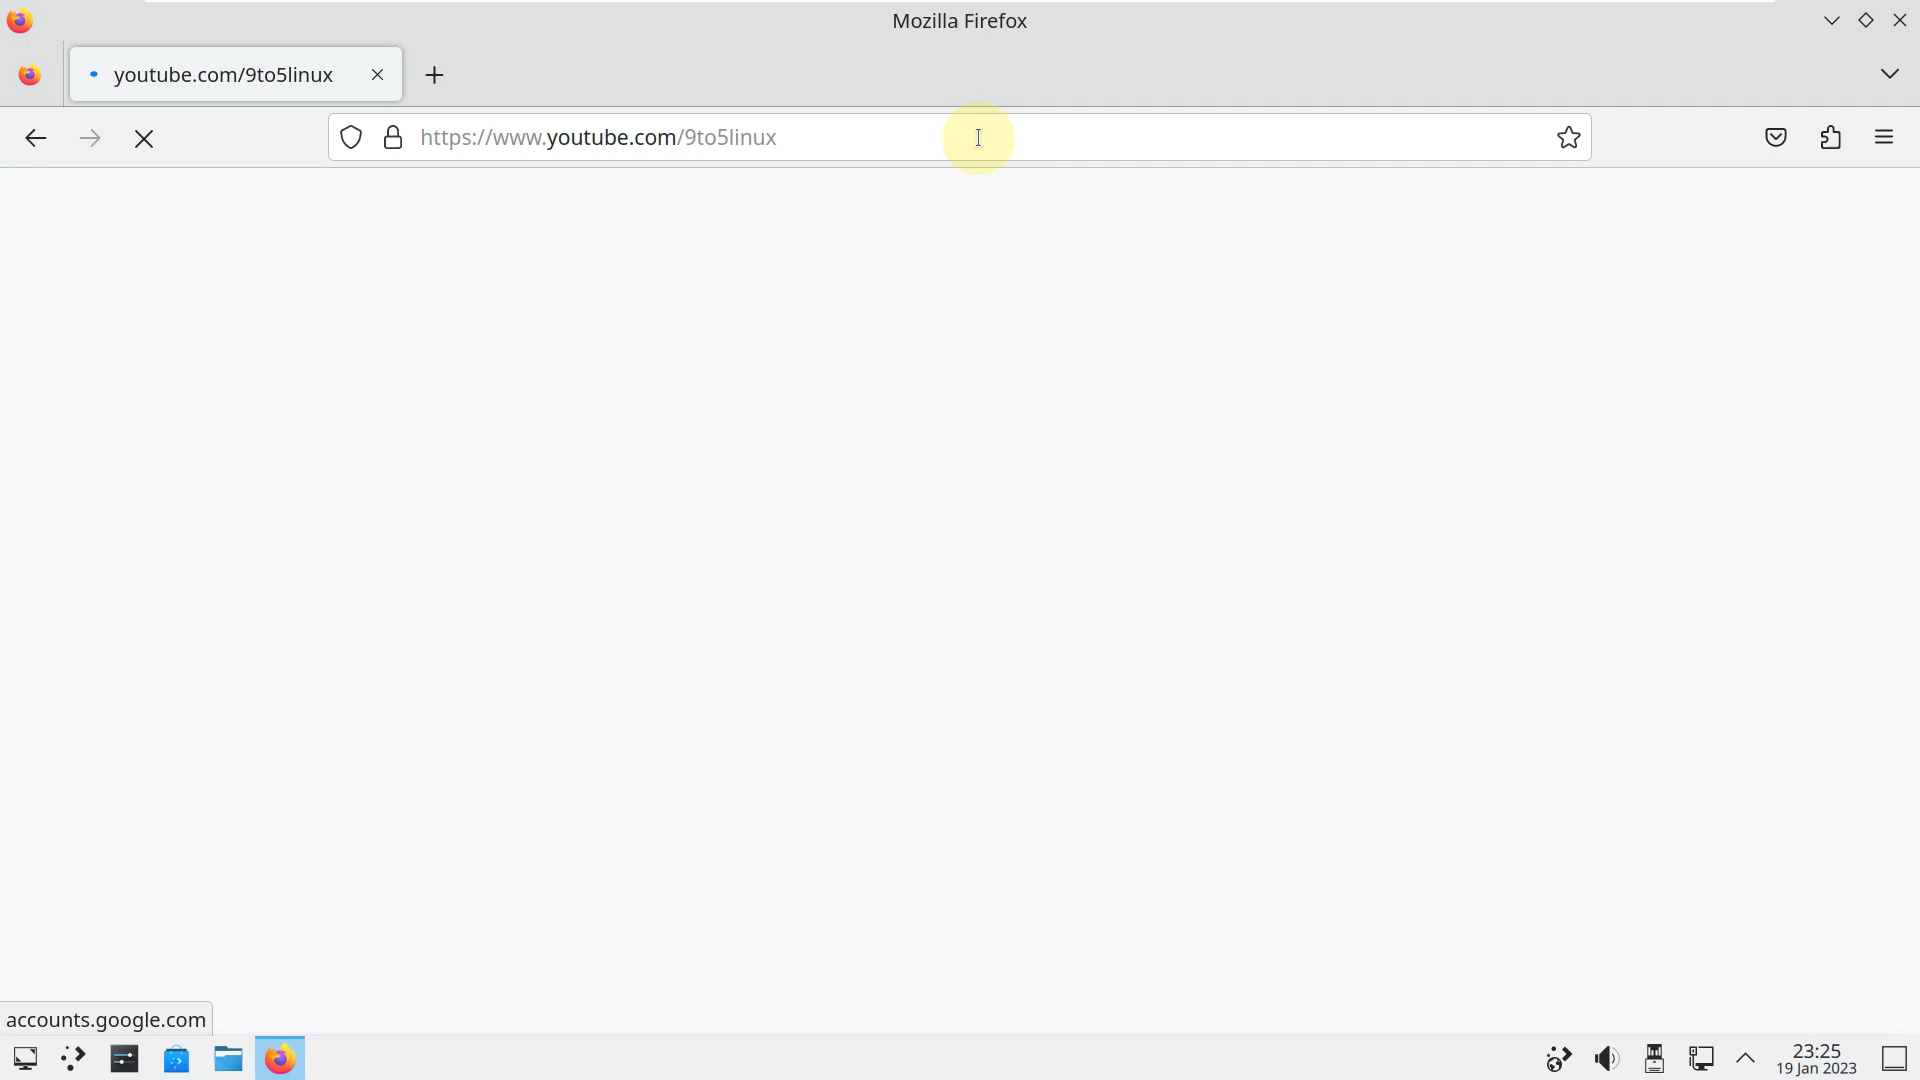 Mozilla Firefox
youtube.com/9to5linux
https://www.youtube.com/9to5linux
accounts.google.com
23:25
19 Jan 2023